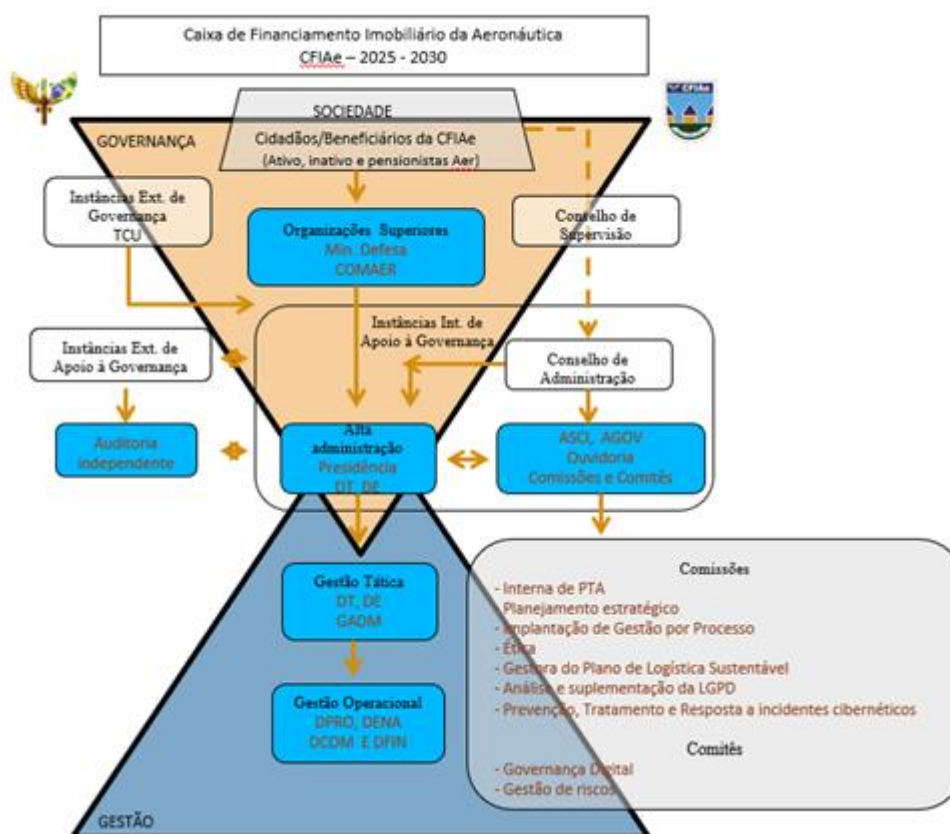 Caixa de Financiamento Imobiliário da Aeronáutica
CFIAe – 2025 - 2030
CFIAe
SOCIEDADE
GOVERNANÇA
Cidadãos/Beneficiários da CFIAe
(Ativo, inativo e pensionistas Aer)
Instâncias Ext. de
Governança
TCU
Organizações Superiores
Min. Defesa
COMAER
Conselho de
Supervisão
Instâncias Int. de
Apoio à Governança
Instâncias Ext. de
Apoio à Governança
Conselho de
Administração
Auditoria
independente
Alta
administração
Presidência
DT, DE
ASCI, AGOV
Ouvidoria
Comissões e Comitês
Gestão Tática
DT, DE
GADM
Gestão Operacional
DPRO, DENA
DCOM E DFIN
Comissões
- Interna de PTA
- Planejamento estratégico
- Implantação de Gestão por Processo
- Ética
- Gestora do Plano de Logística Sustentável
- Análise e suplementação da LGPD
- Prevenção, Tratamento e Resposta a incidentes cibernéticos
Comitês
- Governança Digital
- Gestão de riscos
GESTÃO